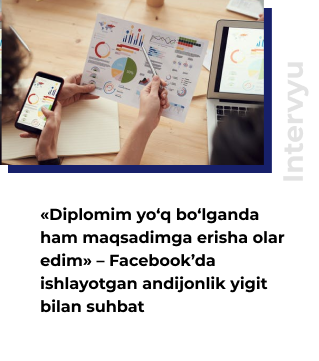 Intervyu
«Diplomim yo‘q bo‘lganda
ham maqsadimga erisha olar
edim» – Facebook’da
ishlayotgan andijonlik yigit
bilan suhbat